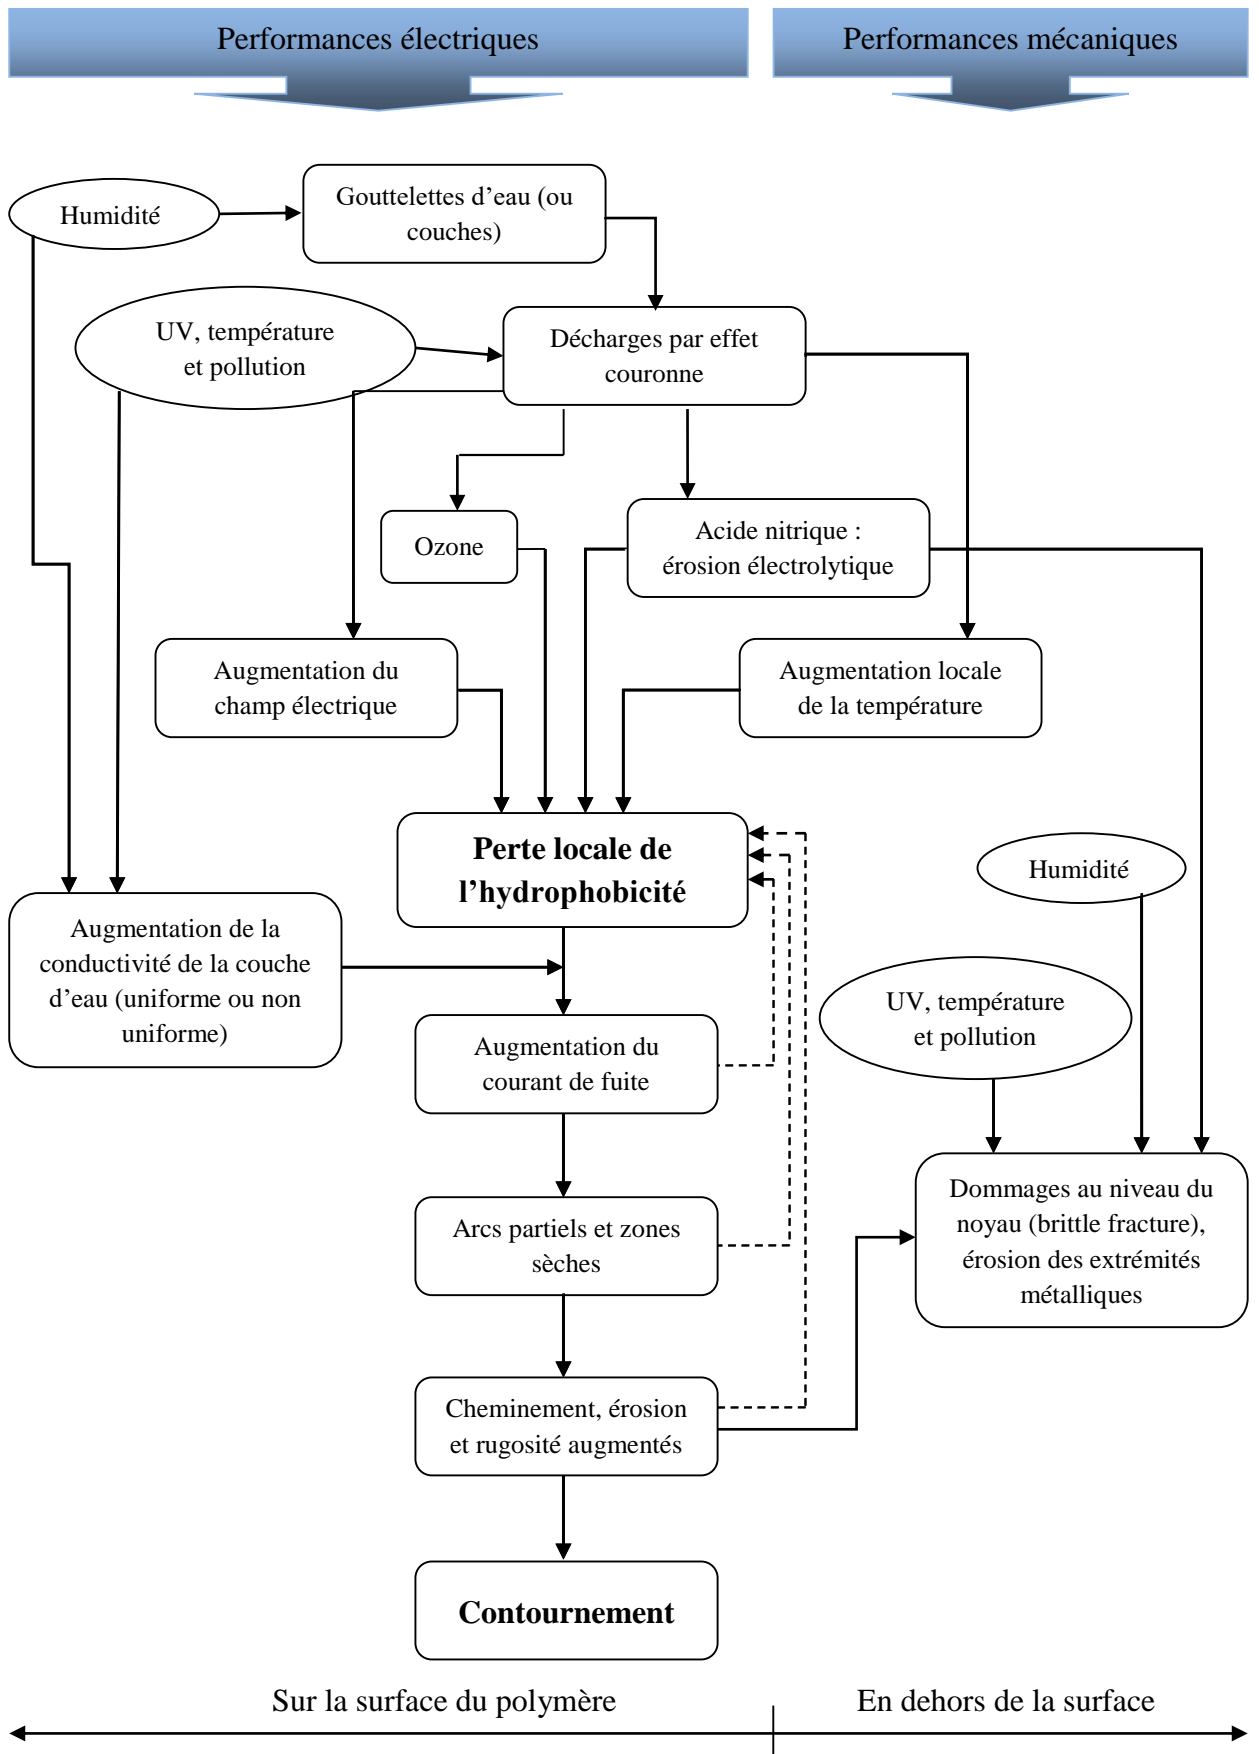 Performances électriques
Performances mécaniques
Humidité
Gouttelettes d’eau (ou
couches)
UV, température
et pollution
Décharges par effet
couronne
Ozone
Acide nitrique :
érosion électrolytique
Augmentation du
champ électrique
Augmentation locale
de la température
Perte locale de
l’hydrophobicité
Humidité
Augmentation de la
conductivité de la couche
d’eau (uniforme ou non
uniforme)
UV, température
et pollution
Augmentation du
courant de fuite
Arcs partiels et zones
sèches
Dommages au niveau du
noyau (brittle fracture),
érosion des extrémités
métalliques
Cheminement, érosion
et rugosité augmentés
Contournement
Sur la surface du polymère
En dehors de la surface